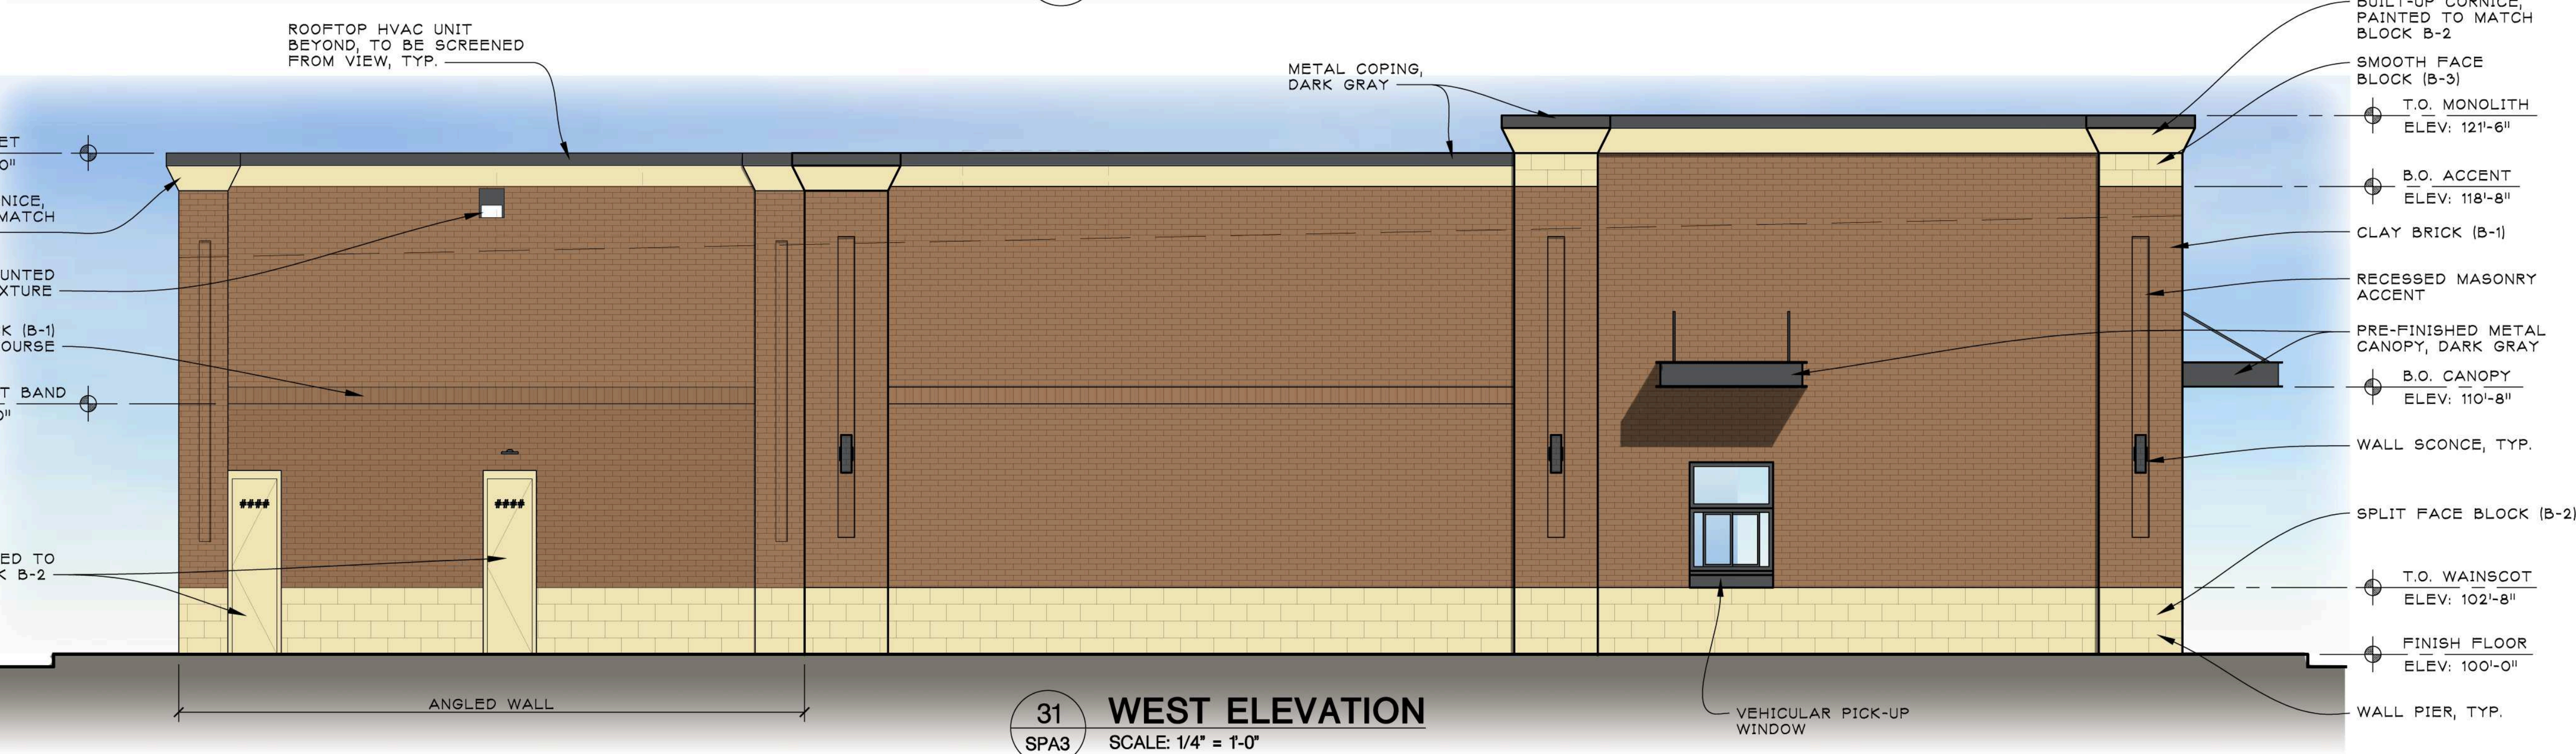 ROOFTOP HVAC UNIT
BEYOND, TO BE SCREENED
FROM VIEW, TYP.
METAL COPING,
DARK GRAY
BUILT-UP CORNICE,
PAINTED TO MATCH
BLOCK B-2
SMOOTH FACE
BLOCK (B-3)
T.O. MONOLITH
ELEV: 121'-6"
B.O. ACCENT
ELEV: 118'-8"
CLAY BRICK (B-1)
RECESSED MASONRY
ACCENT
PRE-FINISHED METAL
CANOPY, DARK GRAY
B.O. CANOPY
ELEV: 110'-8"
WALL SCONCE, TYP.
SPLIT FACE BLOCK (B-2)
T.O. WAINSCOT
ELEV: 102'-8"
FINISH FLOOR
ELEV: 100'-0"
WALL PIER, TYP.
ET
0"
NICE,
MATCH
UNTED
XTURE
K (B-1)
OURSE
T BAND
0"
ED TO
K B-2
####
####
ANGLED WALL
31
SPA3
WEST ELEVATION
SCALE: 1/4" = 1'-0"
VEHICULAR PICK-UP
WINDOW